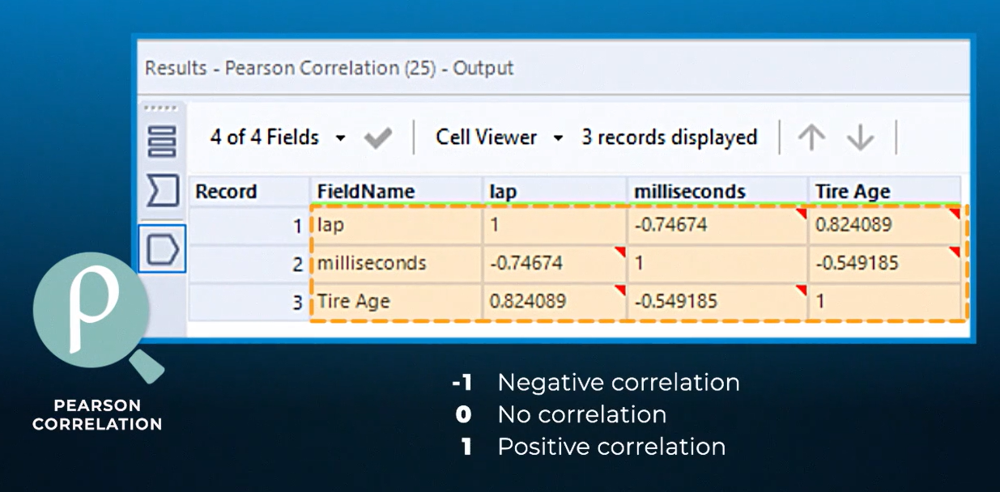 Results - Pearson Correlation (25) - Output
4 of 4 Fields Cell Viewer 3 records displayed
Record FieldName lap milliseconds Tire Age
1 lap 1 -0.74674 0.824089
2 milliseconds -0.74674 1 -0.549185
3 Tire Age 0.824089 -0.549185 1
ρ
PEARSON
CORRELATION
-1 Negative correlation
0 No correlation
1 Positive correlation